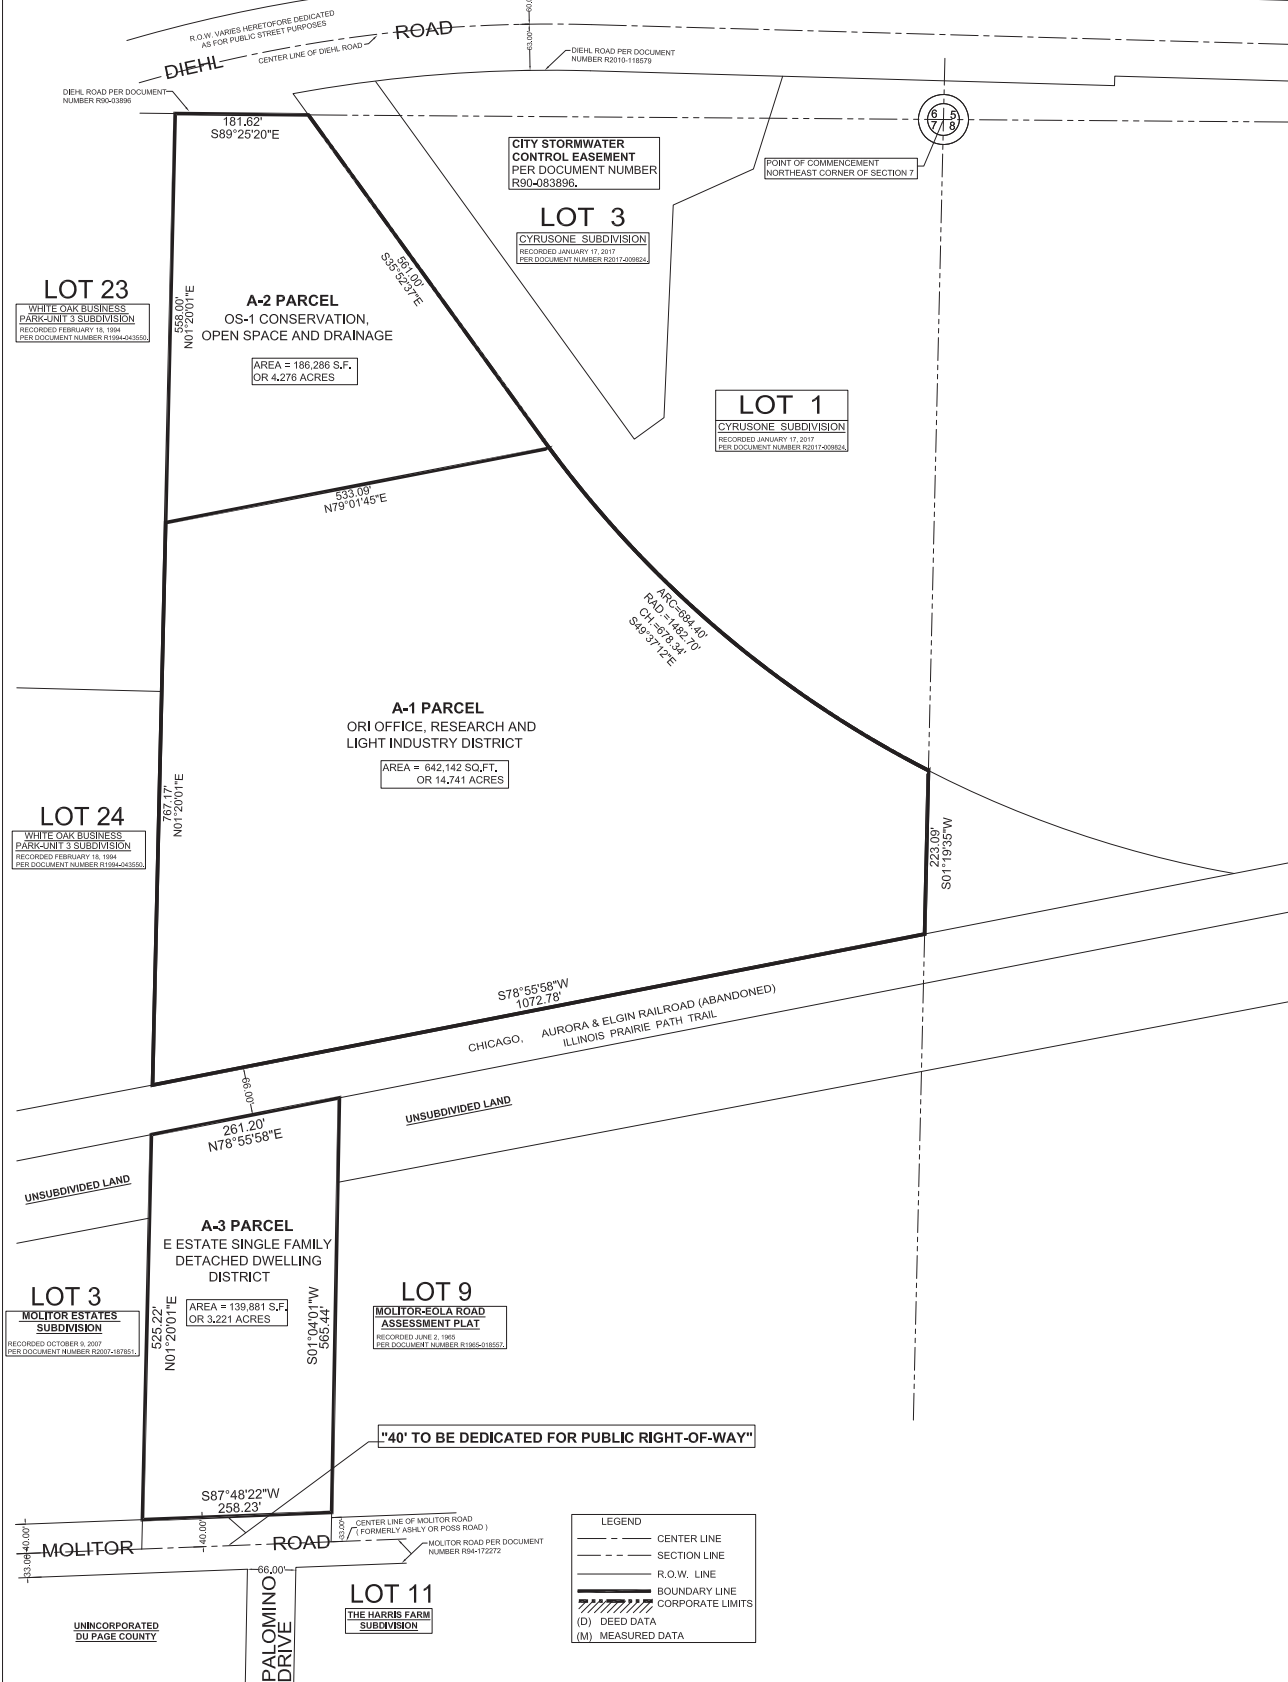 R.O.W. VARIES HERETOFORE DEDICATED
AS FOR PUBLIC STREET PURPOSES
DIEHL ROAD
CENTER LINE OF DIEHL ROAD
60.0
63.00'
DIEHL ROAD PER DOCUMENT
NUMBER R2010-118579
DIEHL ROAD PER DOCUMENT
NUMBER R90-03896
181.62'
S89°25'20"E
6 5
7 8
CITY STORMWATER
CONTROL EASEMENT
PER DOCUMENT NUMBER
R90-083896.
POINT OF COMMENCEMENT
NORTHEAST CORNER OF SECTION 7
LOT 3
CYRUSONE SUBDIVISION
RECORDED JANUARY 17, 2017
PER DOCUMENT NUMBER R2017-009824.
561.00'
S35°52'37"E
LOT 23
WHITE OAK BUSINESS
PARK-UNIT 3 SUBDIVISION
RECORDED FEBRUARY 18, 1994
PER DOCUMENT NUMBER R1994-043550.
558.00'
N01°20'01"E
A-2 PARCEL
OS-1 CONSERVATION,
OPEN SPACE AND DRAINAGE
AREA = 186,286 S.F.
OR 4.276 ACRES
LOT 1
CYRUSONE SUBDIVISION
RECORDED JANUARY 17, 2017
PER DOCUMENT NUMBER R2017-009824.
533.09'
N79°01'45"E
ARC=684.40'
RAD.=1482.70'
CH.=678.34'
S49°37'12"E
A-1 PARCEL
ORI OFFICE, RESEARCH AND
LIGHT INDUSTRY DISTRICT
AREA = 642,142 SQ.FT.
OR 14.741 ACRES
767.17'
N01°20'01"E
LOT 24
WHITE OAK BUSINESS
PARK-UNIT 3 SUBDIVISION
RECORDED FEBRUARY 18, 1994
PER DOCUMENT NUMBER R1994-043550.
223.09'
S01°19'35"W
S78°55'58"W
1072.78'
CHICAGO, AURORA & ELGIN RAILROAD (ABANDONED)
ILLINOIS PRAIRIE PATH TRAIL
66.00'
UNSUBDIVIDED LAND
261.20'
N78°55'58"E
UNSUBDIVIDED LAND
A-3 PARCEL
E ESTATE SINGLE FAMILY
DETACHED DWELLING
DISTRICT
AREA = 139,881 S.F.
OR 3.221 ACRES
LOT 3
MOLITOR ESTATES
SUBDIVISION
RECORDED OCTOBER 9, 2007
PER DOCUMENT NUMBER R2007-187851.
525.22'
N01°20'01"E
S01°04'01"W
565.44'
LOT 9
MOLITOR-EOLA ROAD
ASSESSMENT PLAT
RECORDED JUNE 2, 1965
PER DOCUMENT NUMBER R1965-018557.
"40' TO BE DEDICATED FOR PUBLIC RIGHT-OF-WAY"
S87°48'22"W
258.23'
40.00'
33.00'
40.00'
33.00'
CENTER LINE OF MOLITOR ROAD
( FORMERLY ASHLY OR POSS ROAD )
MOLITOR ROAD
MOLITOR ROAD PER DOCUMENT
NUMBER R94-172272
66.00'
PALOMINO
DRIVE
LOT 11
THE HARRIS FARM
SUBDIVISION
UNINCORPORATED
DU PAGE COUNTY
LEGEND
CENTER LINE
SECTION LINE
R.O.W. LINE
BOUNDARY LINE
CORPORATE LIMITS
(D) DEED DATA
(M) MEASURED DATA